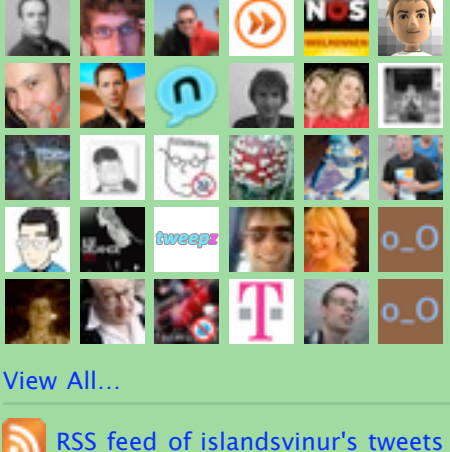 NOS
n
tweepz
o_O
T
o_O
View All...
RSS feed of islandsvinur's tweets